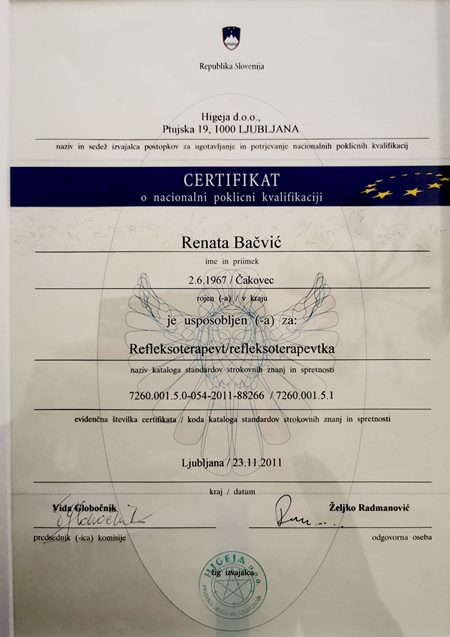 Republika Slovenija
Higeja d.o.o.,
Ptujska 19, 1000 LJUBLJANA
naziv in sedež izvajalca postopkov za ugotavljanje in potrjevanje nacionalnih poklicnih kvalifikacij
CERTIFIKAT
o nacionalni poklicni kvalifikaciji
Renata Bačvić
ime in priimek
2.6.1967 / Čakovec
rojen (-a) / v kraju
je usposobljen (-a) za:
Refleksoterapevt/refleksoterapevtka
naziv kataloga standardov strokovnih znanj in spretnosti
7260.001.5.0-054-2011-88266 / 7260.001.5.1
evidenčna številka certifikata / koda kataloga standardov strokovnih znanj in spretnosti
Ljubljana / 23.11.2011
kraj / datum
Vida Globočnik
Željko Radmanović
predsednik (-ica) komisije
odgovorna oseba
HIGEJA d.o.o.
žig izvajalca